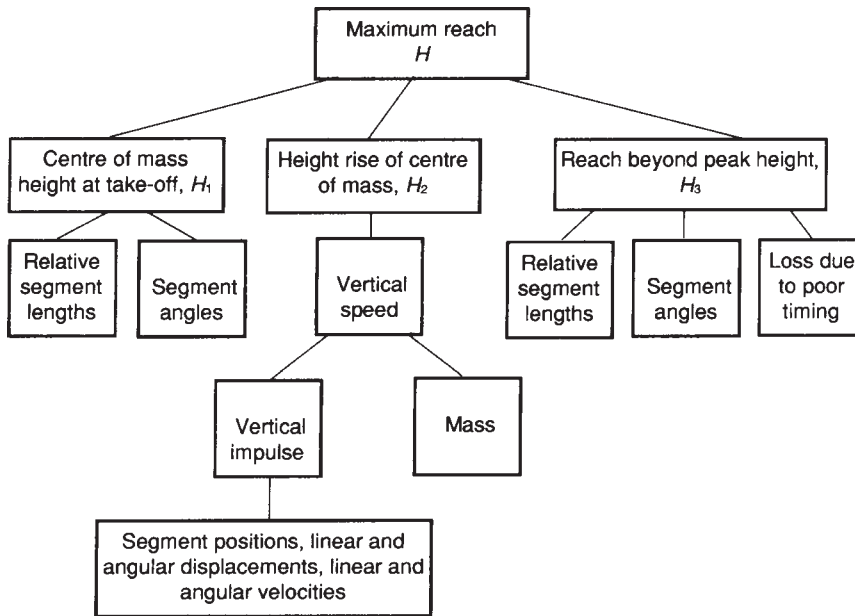 Maximum reach
H
Centre of mass
height at take-off, H₁
Height rise of centre
of mass, H₂
Reach beyond peak height,
H₃
Relative
segment
lengths
Segment
angles
Vertical
speed
Relative
segment
lengths
Segment
angles
Loss due
to poor
timing
Vertical
impulse
Mass
Segment positions, linear and
angular displacements, linear and
angular velocities